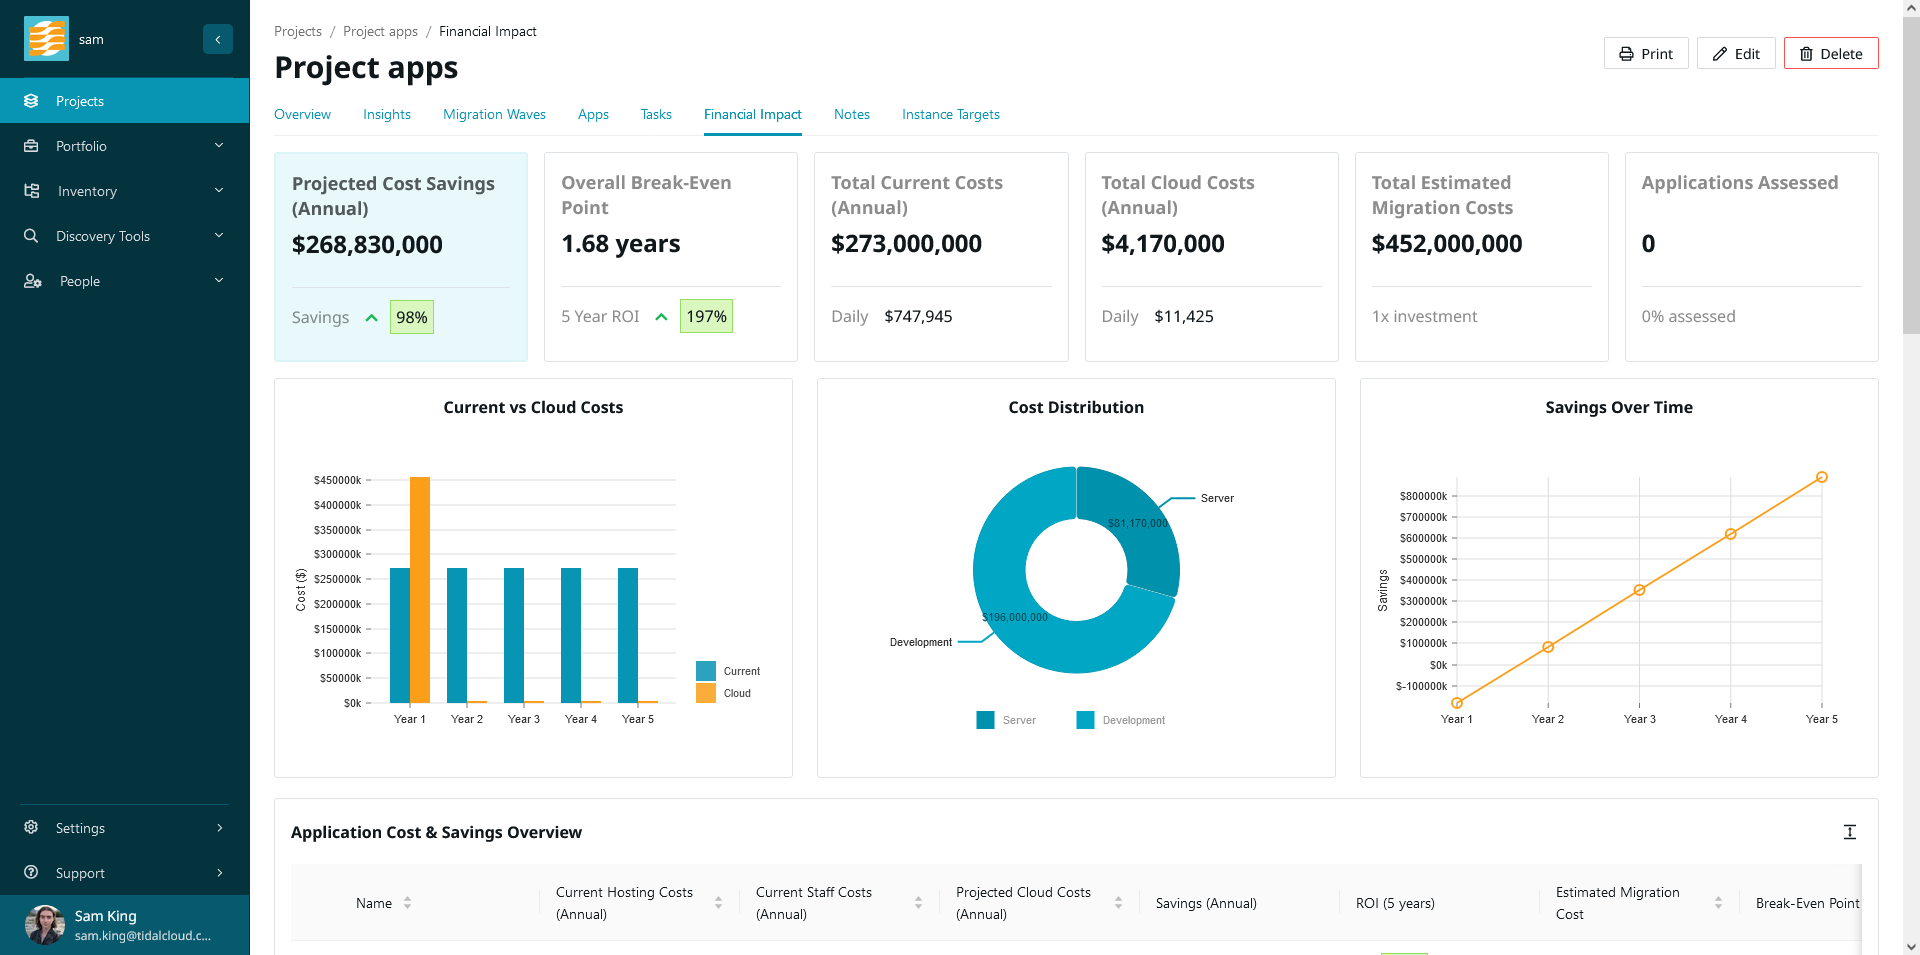 sam
Projects
Portfolio
Inventory
Discovery Tools
People
Settings
Support
Sam King
sam.king@tidalcloud.c...
Projects / Project apps / Financial Impact
Project apps
Print
Edit
Delete
Overview
Insights
Migration Waves
Apps
Tasks
Financial Impact
Notes
Instance Targets
Projected Cost Savings
(Annual)
$268,830,000
Savings
98%
Overall Break-Even
Point
1.68 years
5 Year ROI
197%
Total Current Costs
(Annual)
$273,000,000
Daily $747,945
Total Cloud Costs
(Annual)
$4,170,000
Daily $11,425
Total Estimated
Migration Costs
$452,000,000
1x investment
Applications Assessed
0
0% assessed
Current vs Cloud Costs
Cost ($)
$450000k
$400000k
$350000k
$300000k
$250000k
$200000k
$150000k
$100000k
$50000k
$0k
Year 1
Year 2
Year 3
Year 4
Year 5
Current
Cloud
Cost Distribution
Server
$81,170,000
$196,000,000
Development
Server
Development
Savings Over Time
Savings
$800000k
$700000k
$600000k
$500000k
$400000k
$300000k
$200000k
$100000k
$0k
$-100000k
Year 1
Year 2
Year 3
Year 4
Year 5
Application Cost & Savings Overview
Name
Current Hosting Costs
(Annual)
Current Staff Costs
(Annual)
Projected Cloud Costs
(Annual)
Savings (Annual)
ROI (5 years)
Estimated Migration
Cost
Break-Even Point